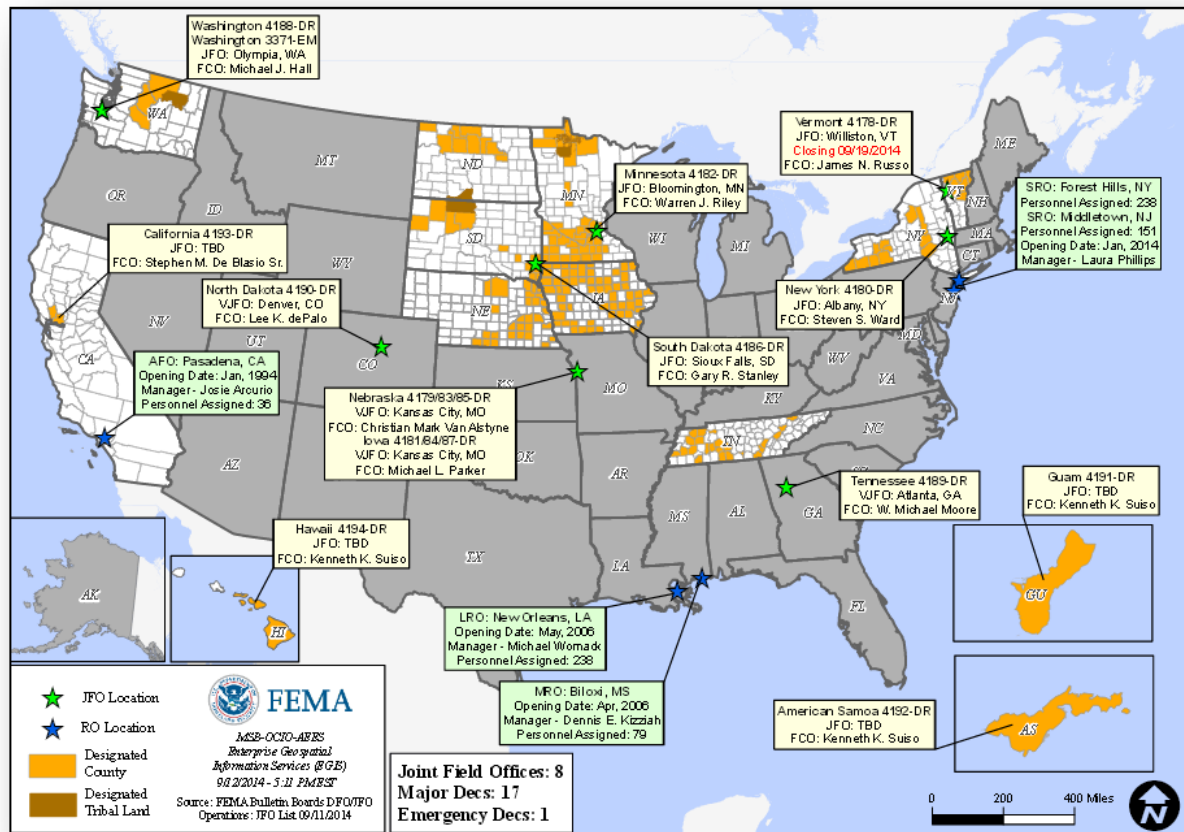 Washington 4188-DR
Washington 3371-EM
JFO: Olympia, WA
FCO: Michael J. Hall
Vermont 4178-DR
JFO: Williston, VT
Closing 09/19/2014
FCO: James N. Russo
Minnesota 4182-DR
JFO: Bloomington, MN
FCO: Warren J. Riley
SRO: Forest Hills, NY
Personnel Assigned: 238
SRO: Middletown, NJ
Personnel Assigned: 151
Opening Date: Jan, 2014
Manager - Laura Phillips
California 4193-DR
JFO: TBD
FCO: Stephen M. De Blasio Sr.
North Dakota 4190-DR
VJFO: Denver, CO
FCO: Lee K. dePalo
New York 4180-DR
JFO: Albany, NY
FCO: Steven S. Ward
South Dakota 4186-DR
JFO: Sioux Falls, SD
FCO: Gary R. Stanley
AFO: Pasadena, CA
Opening Date: Jan, 1994
Manager - Josie Arcurio
Personnel Assigned: 36
Nebraska 4179/83/85-DR
VJFO: Kansas City, MO
FCO: Christian Mark Van Alstyne
Iowa 4181/84/87-DR
VJFO: Kansas City, MO
FCO: Michael L. Parker
Tennessee 4189-DR
VJFO: Atlanta, GA
FCO: W. Michael Moore
Guam 4191-DR
JFO: TBD
FCO: Kenneth K. Suiso
Hawaii 4194-DR
JFO: TBD
FCO: Kenneth K. Suiso
LRO: New Orleans, LA
Opening Date: May, 2006
Manager - Michael Womack
Personnel Assigned: 238
MRO: Biloxi, MS
Opening Date: Apr, 2006
Manager - Dennis E. Kizziah
Personnel Assigned: 79
American Samoa 4192-DR
JFO: TBD
FCO: Kenneth K. Suiso
WA
MT
ND
MN
ME
VT
NH
OR
ID
SD
WI
MI
NY
MA
CT
WY
IA
NJ
NE
NV
UT
CO
CA
KS
MO
WV
MD
VA
KY
NC
TN
AZ
OK
AR
MS
AL
GA
TX
LA
FL
AK
HI
GU
AS
JFO Location
RO Location
Designated
County
Designated
Tribal Land
FEMA
MSB-OCIO-AFRS
Enterprise Geospatial
Information Services (EGIS)
9/12/2014 - 5:11 PM EST
Source: FEMA Bulletin Boards DFO/JFO
Operations: JFO List 09/11/2014
Joint Field Offices: 8
Major Decs: 17
Emergency Decs: 1
0 200 400 Miles
N